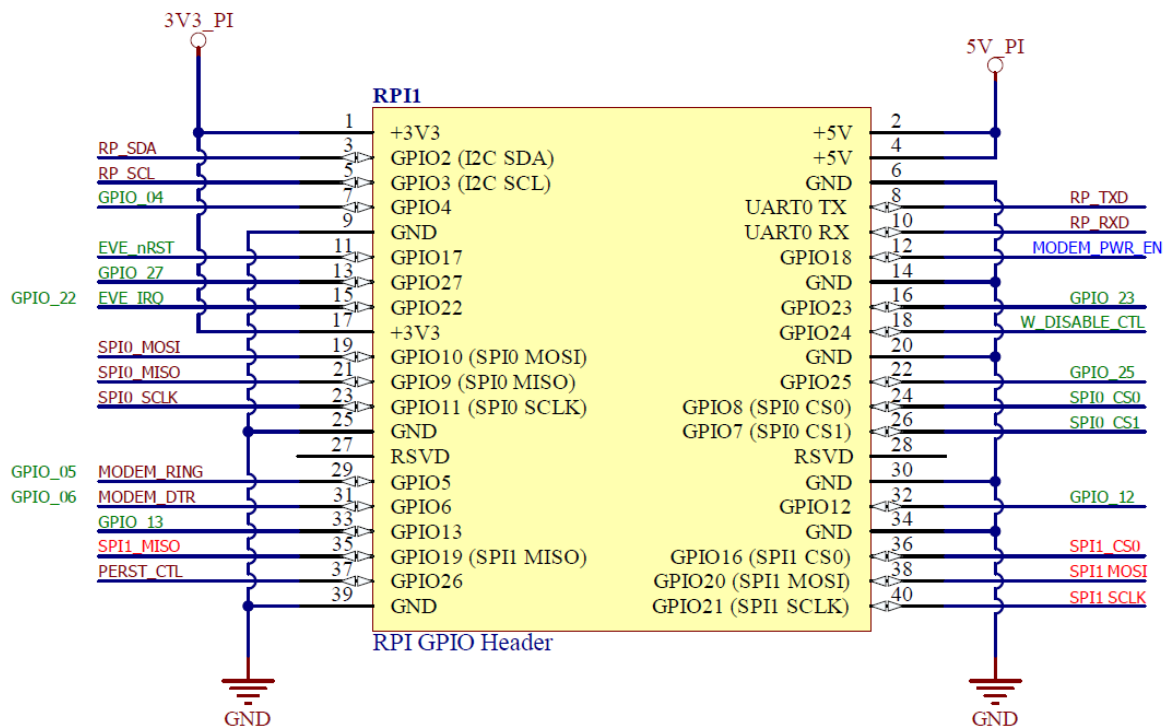 3V3_PI
5V_PI
RPI1
1 +3V3 +5V 2
RP_SDA 3 GPIO2 (I2C SDA) +5V 4
RP_SCL 5 GPIO3 (I2C SCL) GND 6
GPIO_04 7 GPIO4 UART0 TX 8 RP_TXD
9 GND UART0 RX 10 RP_RXD
EVE_nRST 11 GPIO17 GPIO18 12 MODEM_PWR_EN
GPIO_27 13 GPIO27 GND 14
GPIO_22 EVE_IRQ 15 GPIO22 GPIO23 16 GPIO_23
17 +3V3 GPIO24 18 W_DISABLE_CTL
SPI0_MOSI 19 GPIO10 (SPI0 MOSI) GND 20
SPI0_MISO 21 GPIO9 (SPI0 MISO) GPIO25 22 GPIO_25
SPI0_SCLK 23 GPIO11 (SPI0 SCLK) GPIO8 (SPI0 CS0) 24 SPI0_CS0
25 GND GPIO7 (SPI0 CS1) 26 SPI0_CS1
27 RSVD RSVD 28
GPIO_05 MODEM_RING 29 GPIO5 GND 30
GPIO_06 MODEM_DTR 31 GPIO6 GPIO12 32 GPIO_12
GPIO_13 33 GPIO13 GND 34
SPI1_MISO 35 GPIO19 (SPI1 MISO) GPIO16 (SPI1 CS0) 36 SPI1_CS0
PERST_CTL 37 GPIO26 GPIO20 (SPI1 MOSI) 38 SPI1 MOSI
39 GND GPIO21 (SPI1 SCLK) 40 SPI1 SCLK
RPI GPIO Header
GND
GND